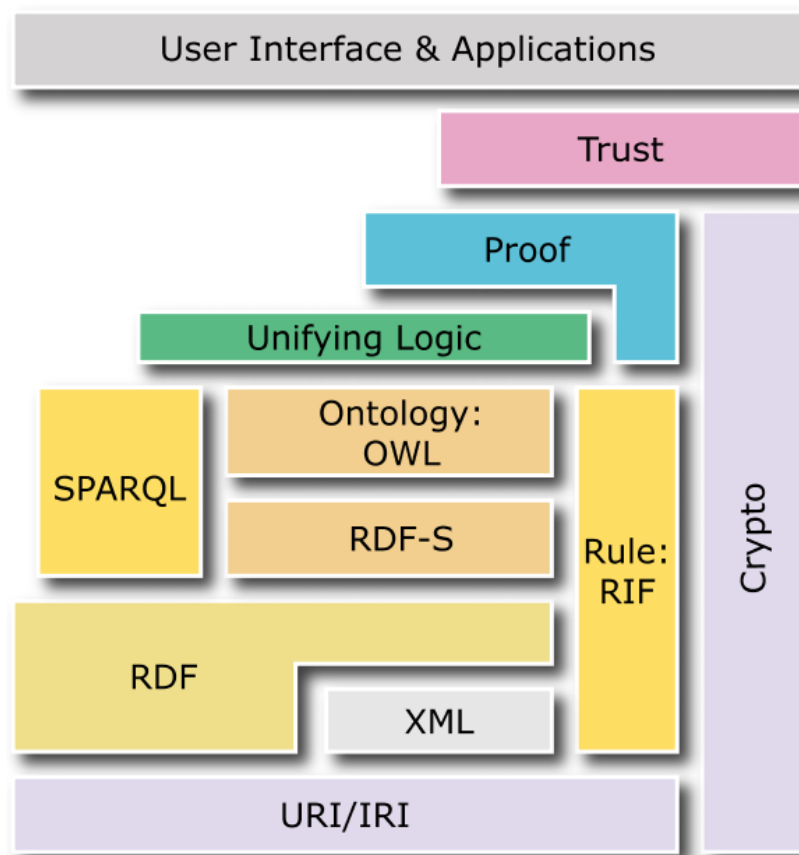 User Interface & Applications
Trust
Proof
Unifying Logic
SPARQL
Ontology:
OWL
RDF-S
Rule:
RIF
Crypto
RDF
XML
URI/IRI